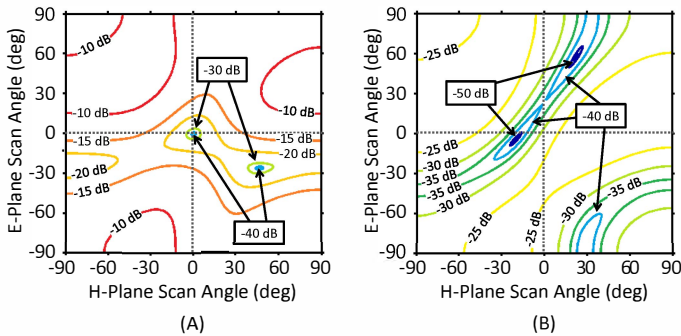 (A)
90
60
30
0
-30
-60
-90
E-Plane Scan Angle (deg)
-10 dB
-10 dB
-10 dB
-10 dB
-15 dB
-15 dB
-20 dB
-20 dB
-15 dB
-10 dB
-30 dB
-40 dB
-90
-30
0
30
60
90
H-Plane Scan Angle (deg)
(A)
(B)
90
60
30
0
-30
-60
-90
E-Plane Scan Angle (deg)
-25 dB
-25 dB
-25 dB
-30 dB
-35 dB
-30 dB
-25 dB
-25 dB
-30 dB
-35 dB
-25 dB
-50 dB
-40 dB
-90
-30
0
30
60
90
H-Plane Scan Angle (deg)
(B)